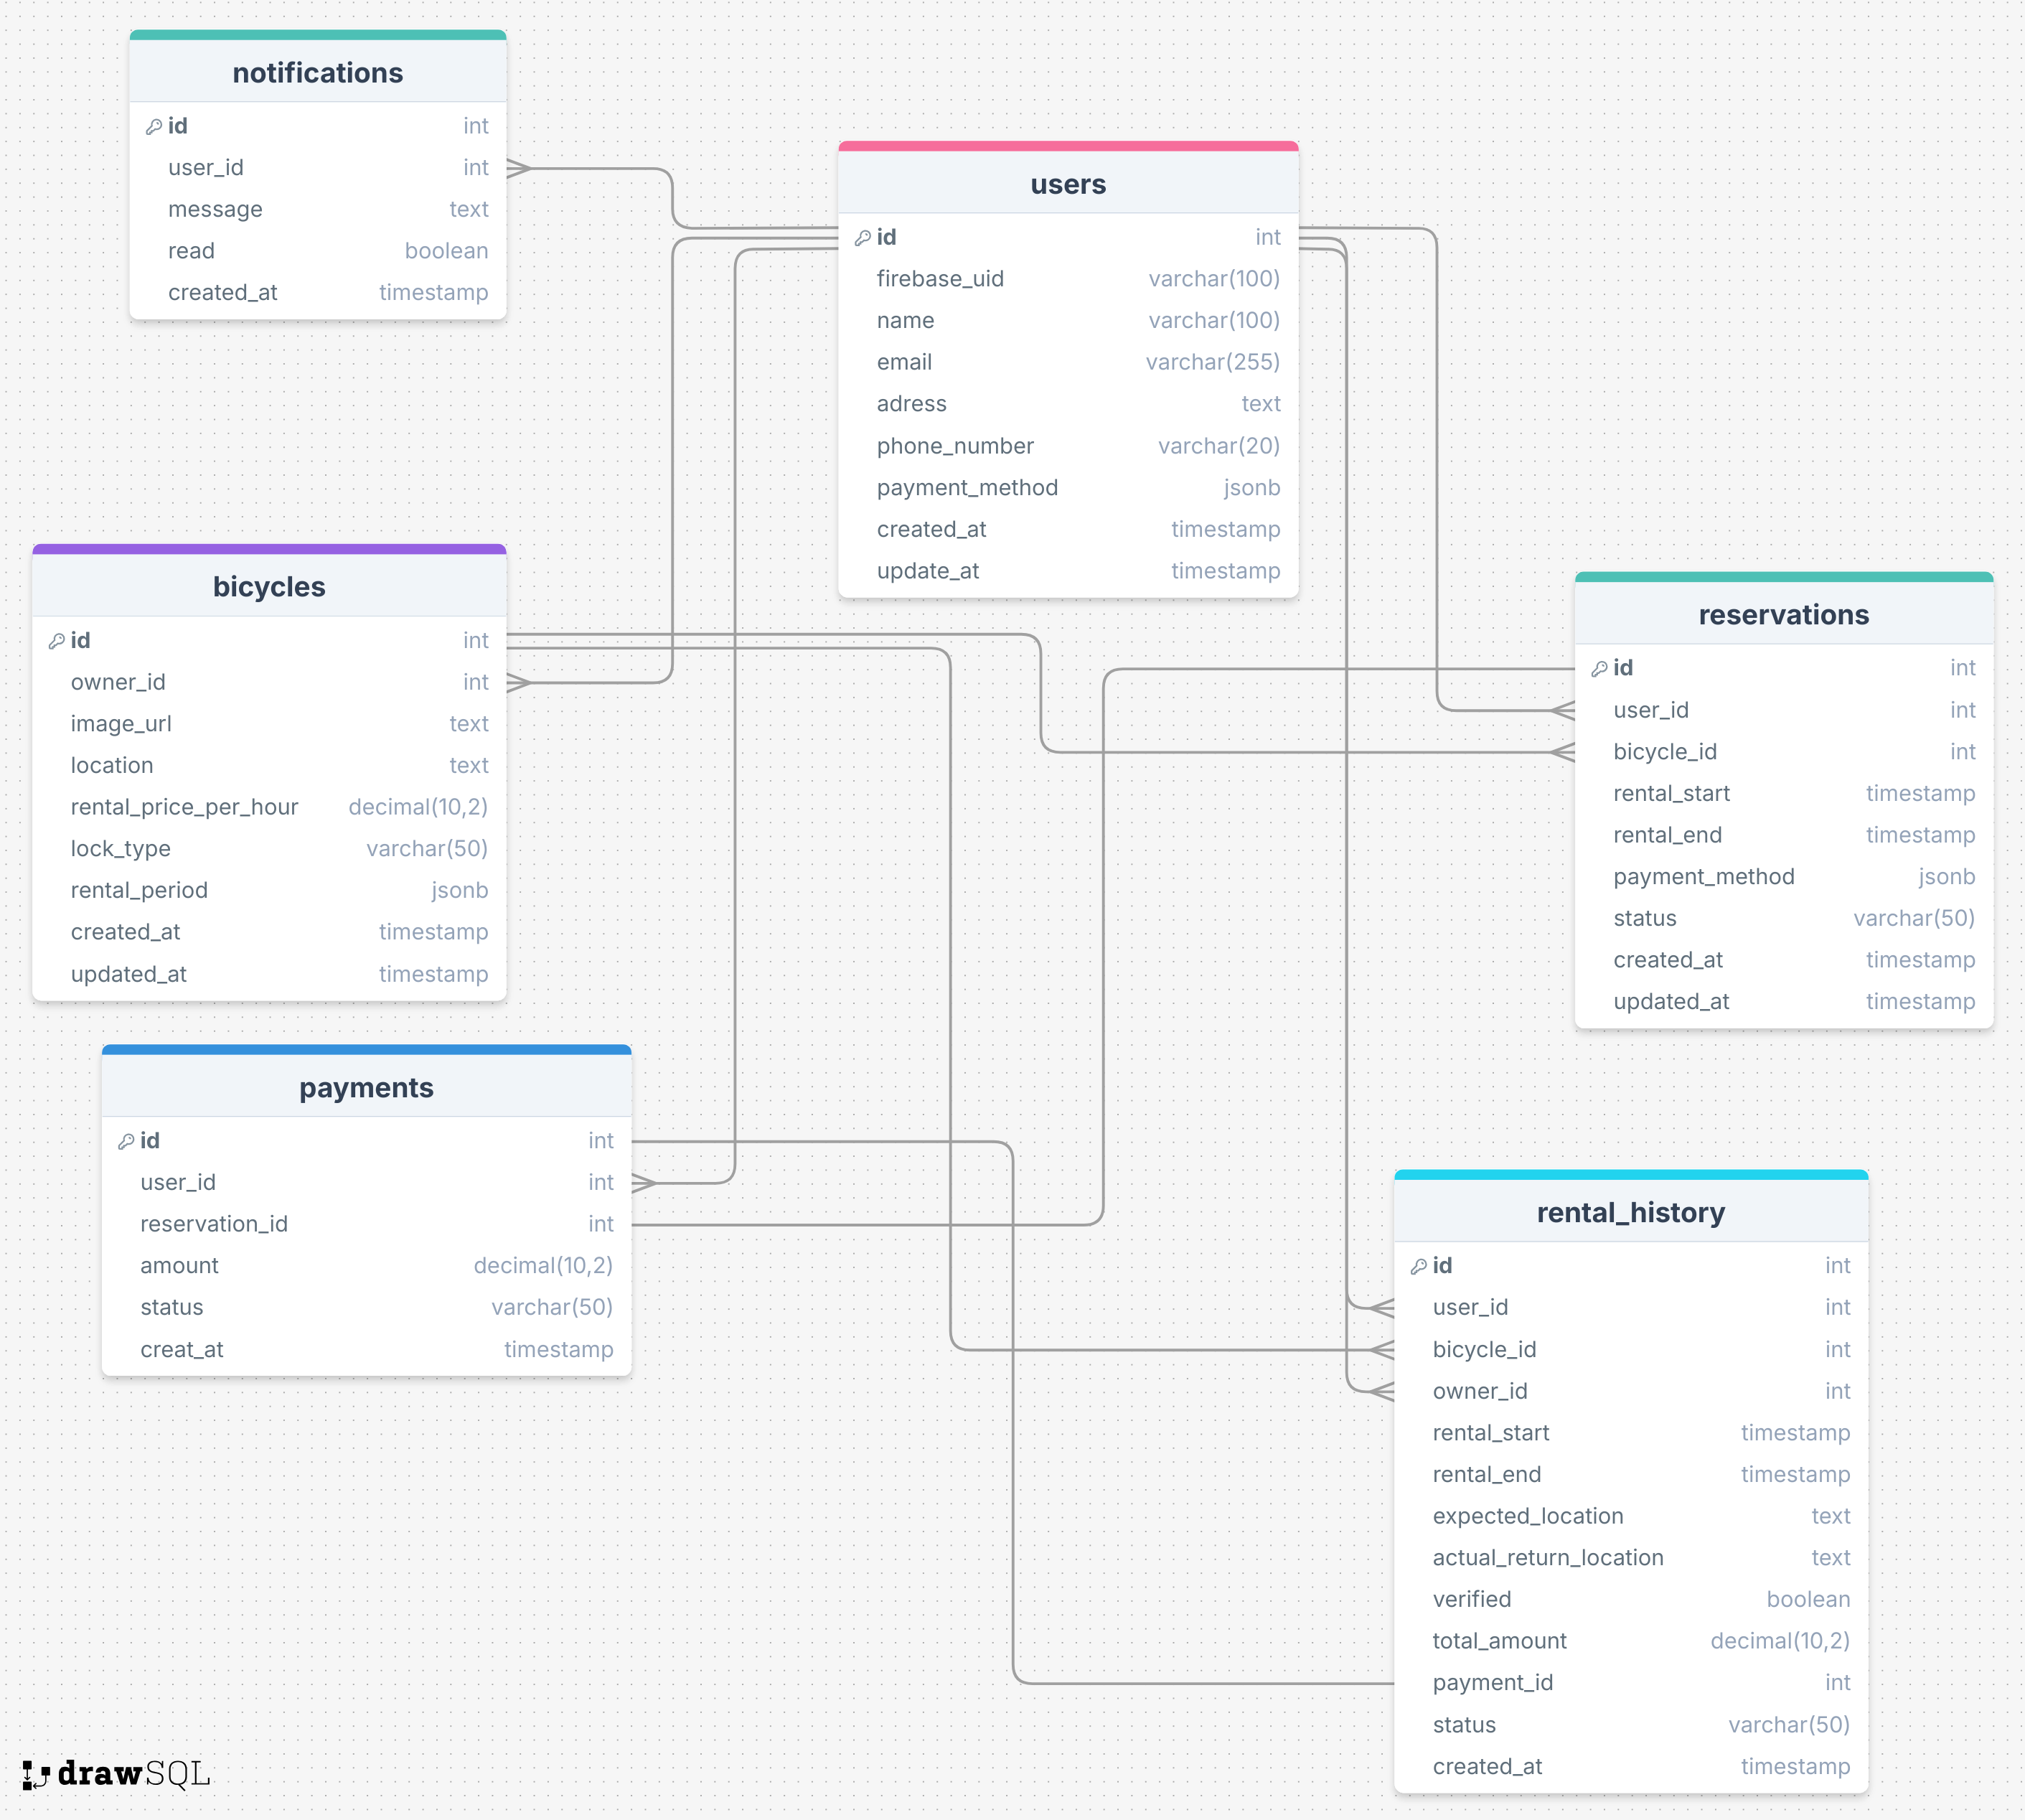 notifications
id int
user_id int
message text
read boolean
created_at timestamp
users
id int
firebase_uid varchar(100)
name varchar(100)
email varchar(255)
adress text
phone_number varchar(20)
payment_method jsonb
created_at timestamp
update_at timestamp
bicycles
id int
owner_id int
image_url text
location text
rental_price_per_hour decimal(10,2)
lock_type varchar(50)
rental_period jsonb
created_at timestamp
updated_at timestamp
reservations
id int
user_id int
bicycle_id int
rental_start timestamp
rental_end timestamp
payment_method jsonb
status varchar(50)
created_at timestamp
updated_at timestamp
payments
id int
user_id int
reservation_id int
amount decimal(10,2)
status varchar(50)
creat_at timestamp
rental_history
id int
user_id int
bicycle_id int
owner_id int
rental_start timestamp
rental_end timestamp
expected_location text
actual_return_location text
verified boolean
total_amount decimal(10,2)
payment_id int
status varchar(50)
created_at timestamp
drawSQL